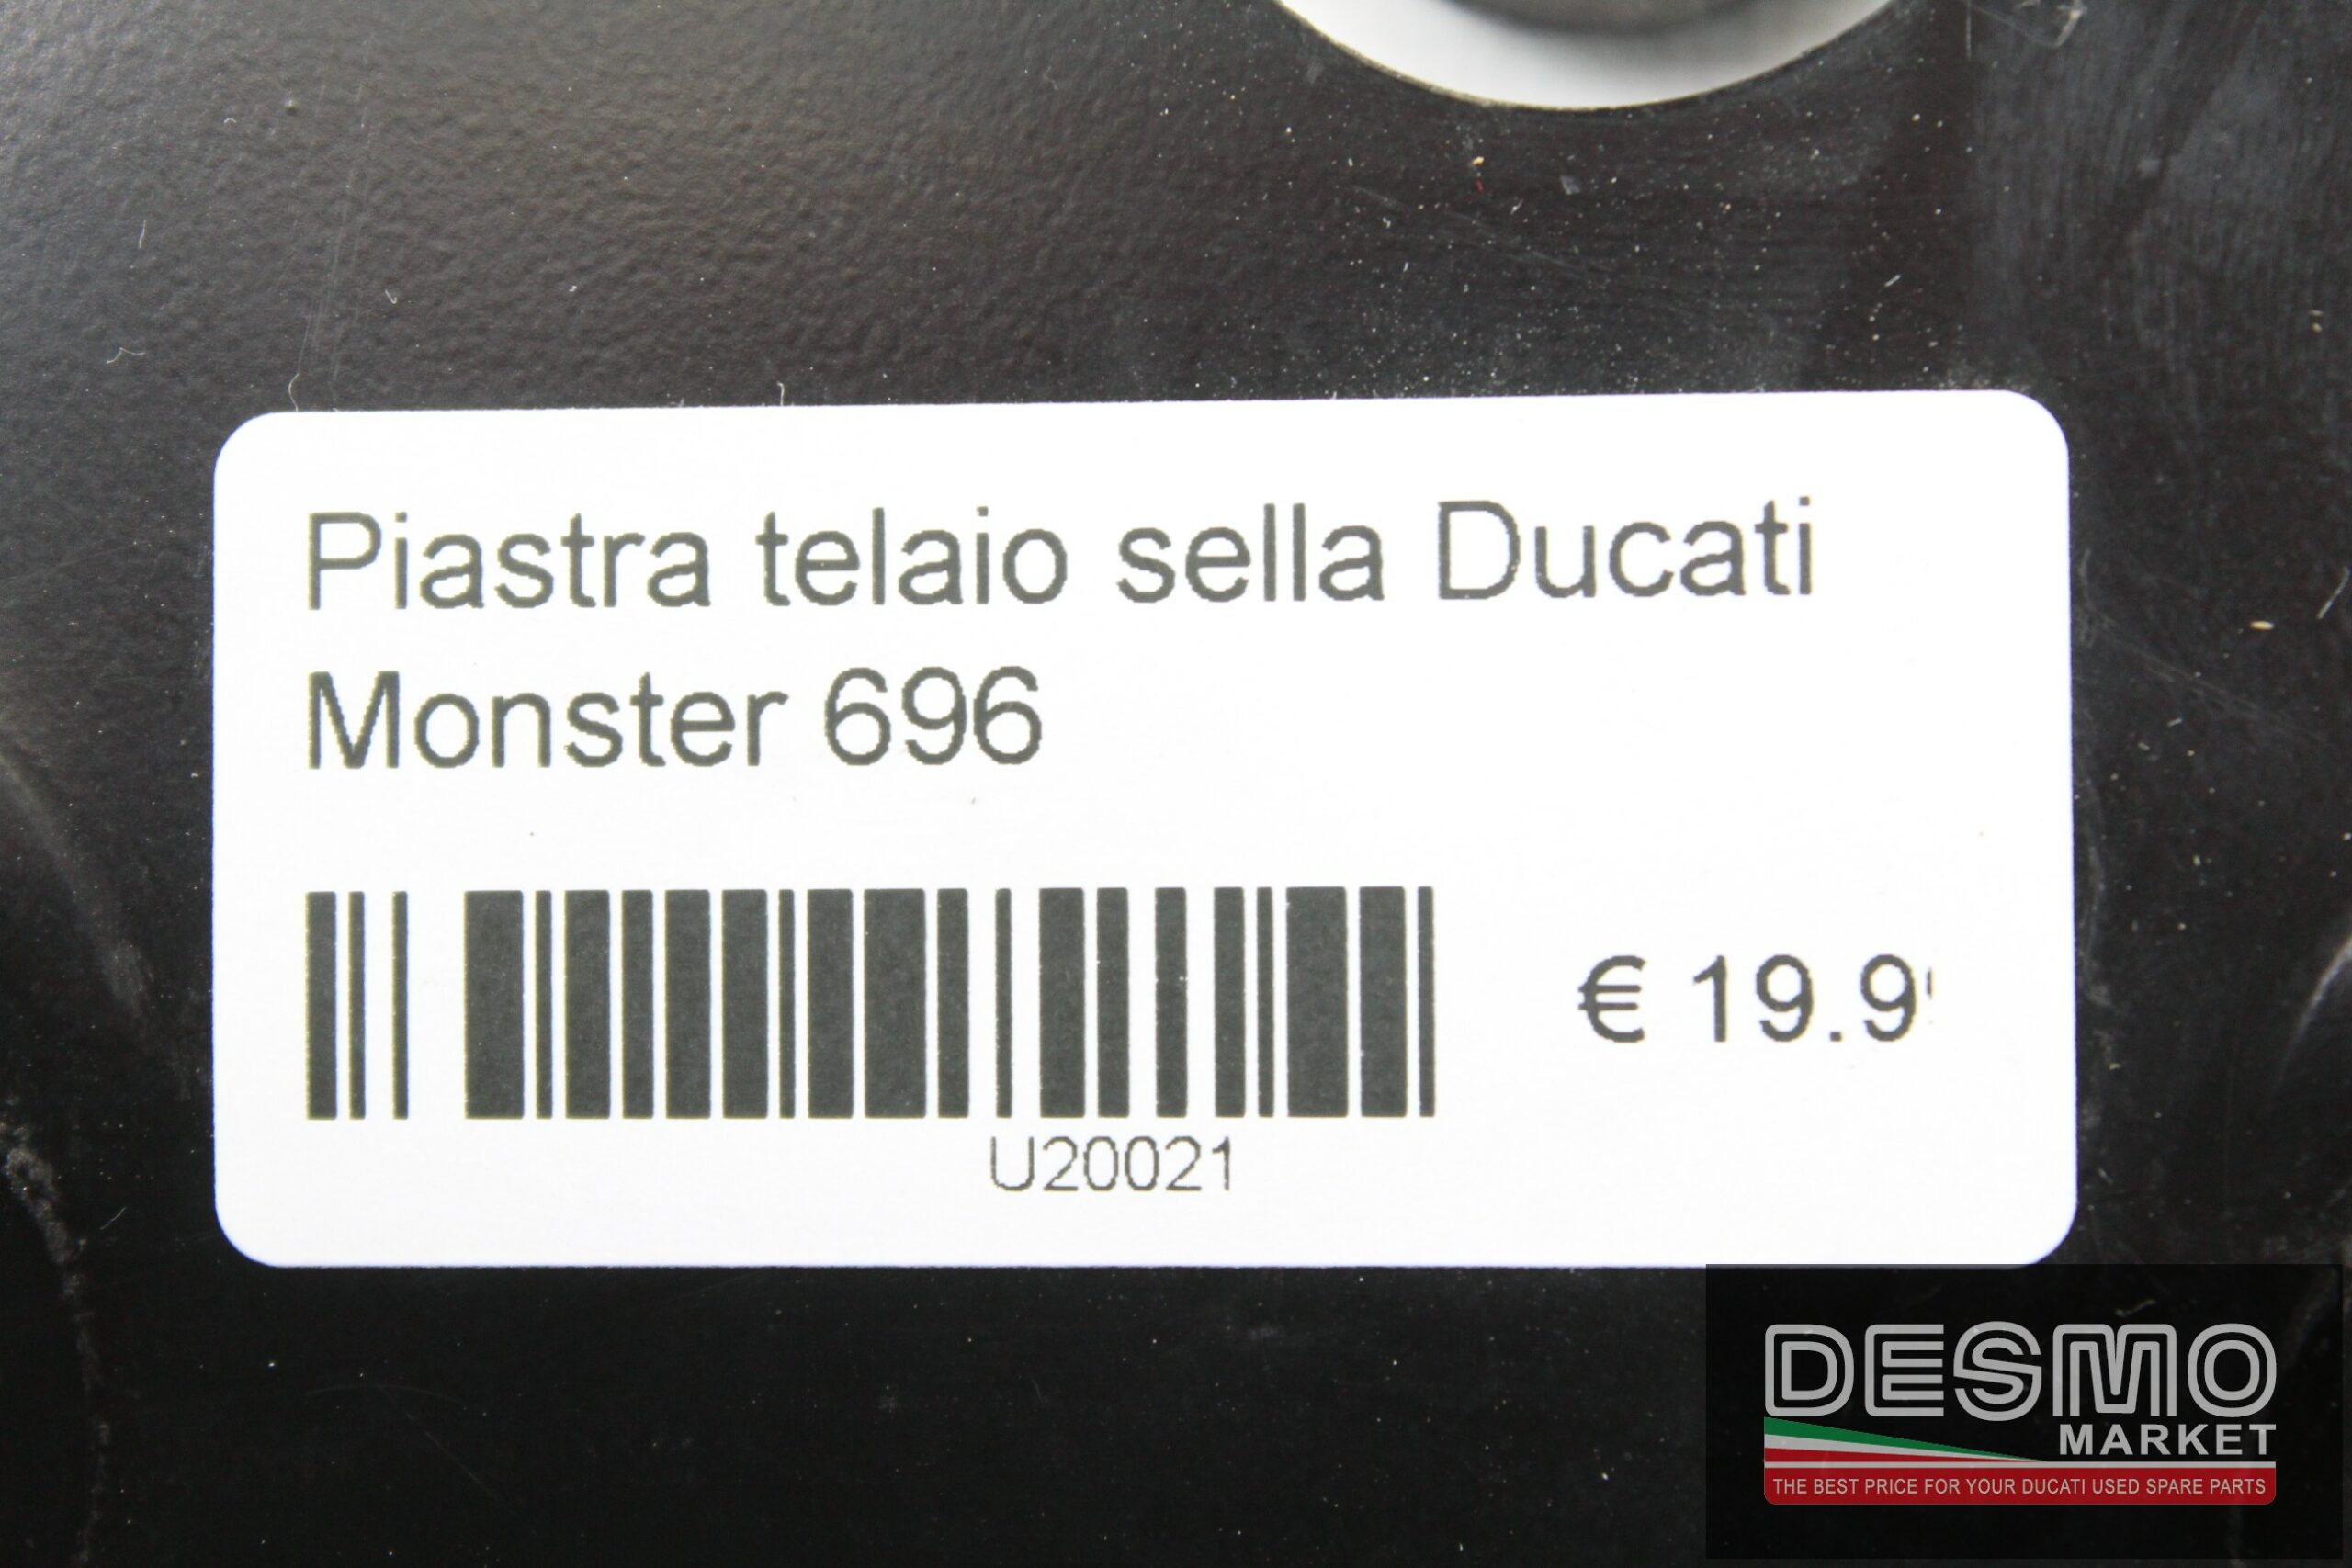 Piastra telaio sella Ducati
Monster 696
€ 19.9
U20021
DESMO
MARKET
THE BEST PRICE FOR YOUR DUCATI USED SPARE PARTS